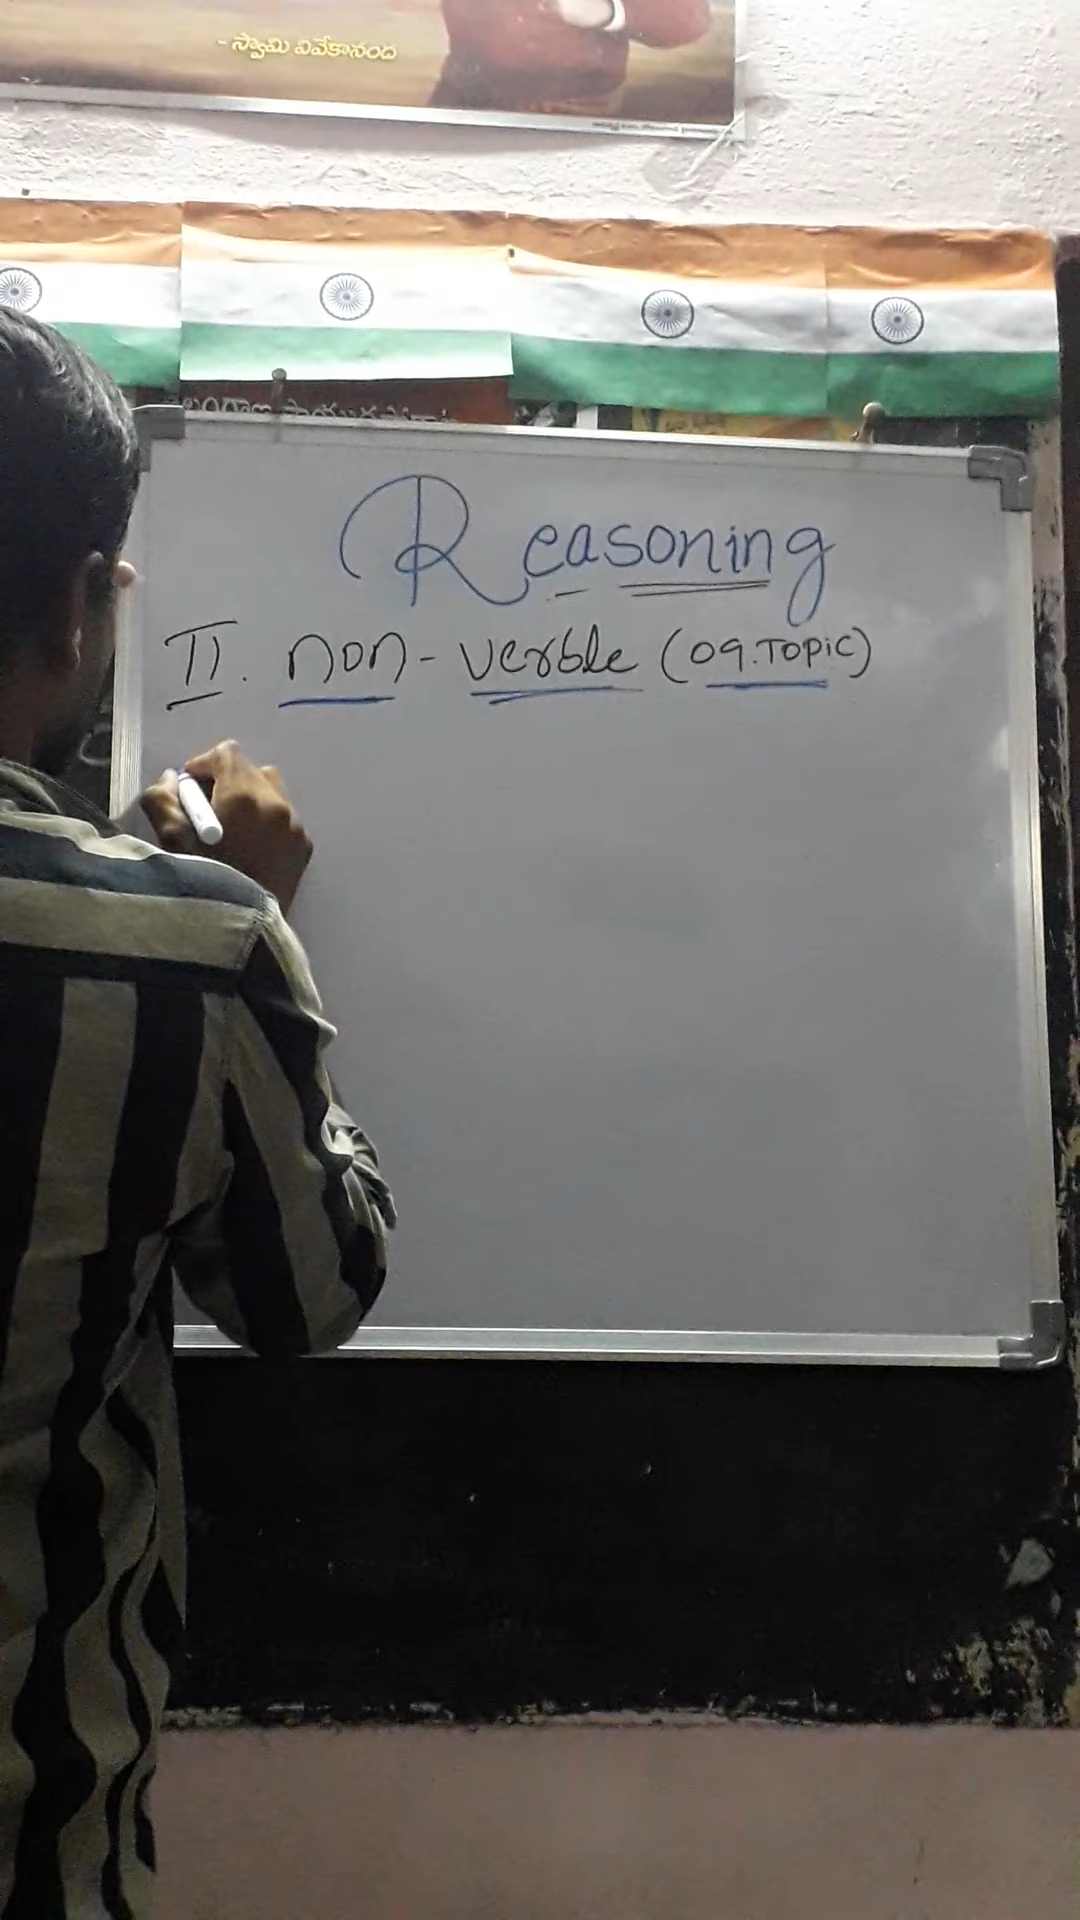 - స్వామి వివేకానంద
Reasoning
II. non - verble (09.Topic)